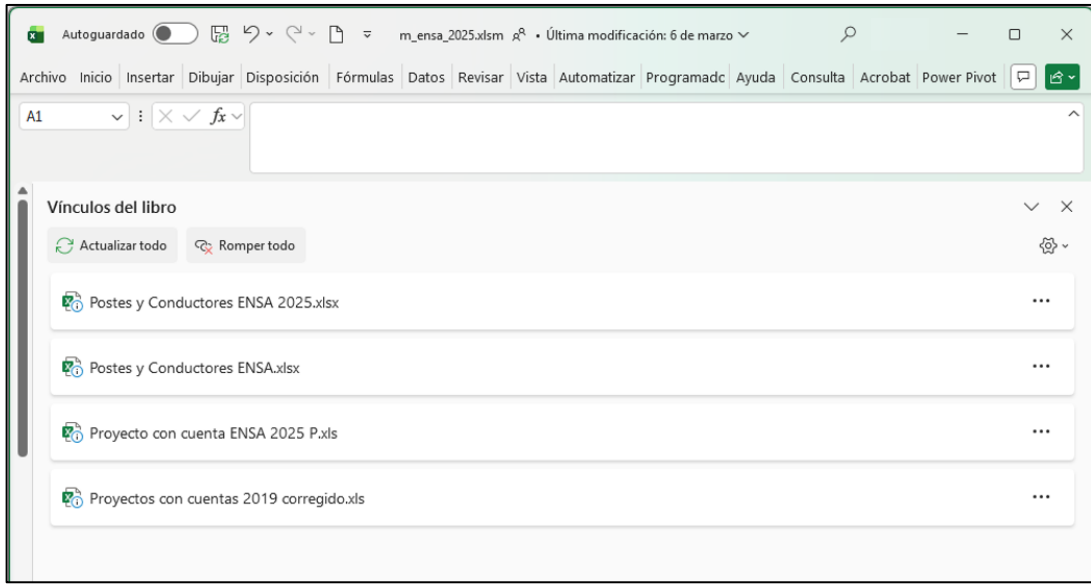 Autoguardado m_ensa_2025.xlsm • Última modificación: 6 de marzo
Archivo Inicio Insertar Dibujar Disposición Fórmulas Datos Revisar Vista Automatizar Programadc Ayuda Consulta Acrobat Power Pivot
A1 fx
Vínculos del libro
Actualizar todo Romper todo
Postes y Conductores ENSA 2025.xlsx
Postes y Conductores ENSA.xlsx
Proyecto con cuenta ENSA 2025 P.xls
Proyectos con cuentas 2019 corregido.xls